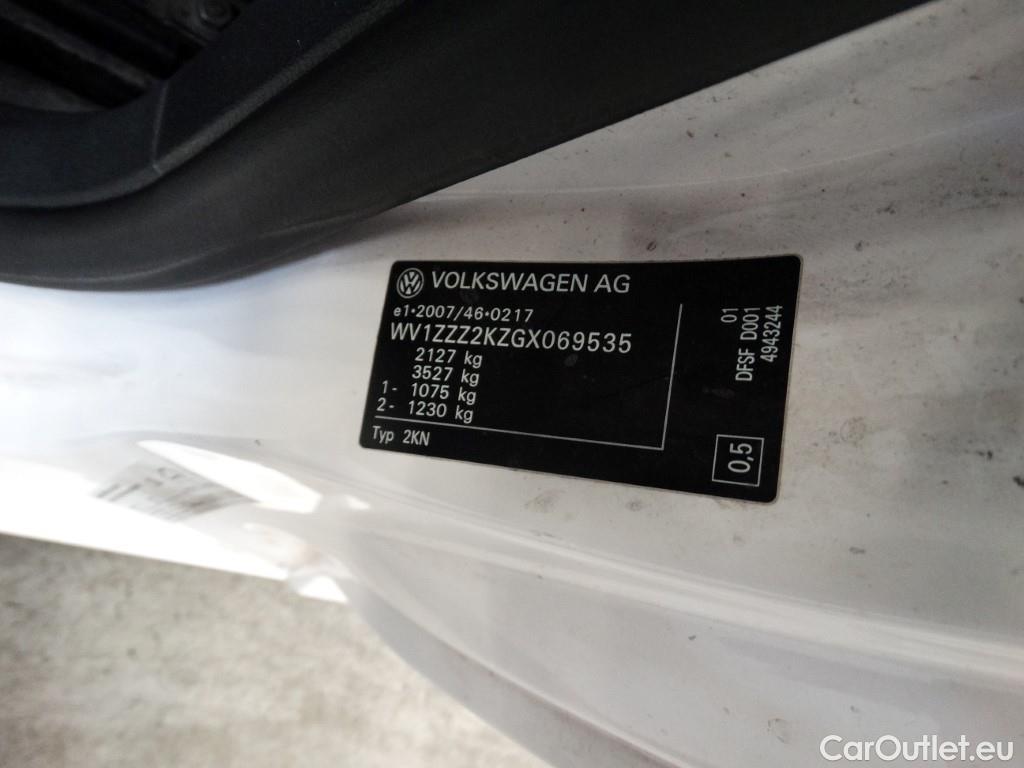 VOLKSWAGEN AG
e1•2007/46•0217
WV1ZZZ2KZGX069535
2127 kg
3527 kg
1- 1075 kg
2- 1230 kg
Typ 2KN
01
DFSF D001
4943244
0,5
CarOutlet.eu